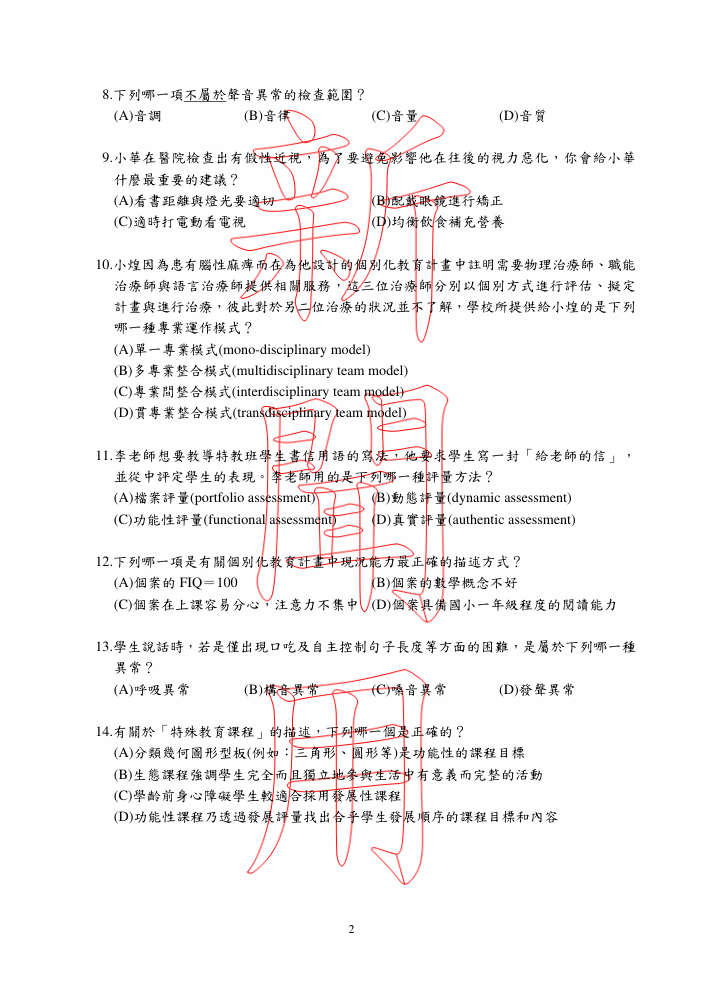 8.下列哪一項不屬於聲音異常的檢查範圍？
(A)音調 (B)音律 (C)音量 (D)音質
9.小華在醫院檢查出有假性近視，為了要避免影響他在往後的視力惡化，你會給小華
什麼最重要的建議？
(A)看書距離與燈光要適切 (B)配戴眼鏡進行矯正
(C)適時打電動看電視 (D)均衡飲食補充營養
10.小煌因為患有腦性麻痺而在為他設計的個別化教育計畫中註明需要物理治療師、職能
治療師與語言治療師提供相關服務，這三位治療師分別以個別方式進行評估、擬定
計畫與進行治療，彼此對於另二位治療的狀況並不了解，學校所提供給小煌的是下列
哪一種專業運作模式？
(A)單一專業模式(mono-disciplinary model)
(B)多專業整合模式(multidisciplinary team model)
(C)專業間整合模式(interdisciplinary team model)
(D)貫專業整合模式(transdisciplinary team model)
11.李老師想要教導特教班學生書信用語的寫法，他要求學生寫一封「給老師的信」，
並從中評定學生的表現。李老師用的是下列哪一種評量方法？
(A)檔案評量(portfolio assessment) (B)動態評量(dynamic assessment)
(C)功能性評量(functional assessment) (D)真實評量(authentic assessment)
12.下列哪一項是有關個別化教育計畫中現況能力最正確的描述方式？
(A)個案的 FIQ＝100 (B)個案的數學概念不好
(C)個案在上課容易分心，注意力不集中 (D)個案具備國小一年級程度的閱讀能力
13.學生說話時，若是僅出現口吃及自主控制句子長度等方面的困難，是屬於下列哪一種
異常？
(A)呼吸異常 (B)構音異常 (C)嗓音異常 (D)發聲異常
14.有關於「特殊教育課程」的描述，下列哪一個是正確的？
(A)分類幾何圖形型板(例如：三角形、圓形等)是功能性的課程目標
(B)生態課程強調學生完全而且獨立地參與生活中有意義而完整的活動
(C)學齡前身心障礙學生較適合採用發展性課程
(D)功能性課程乃透過發展評量找出合乎學生發展順序的課程目標和內容
2